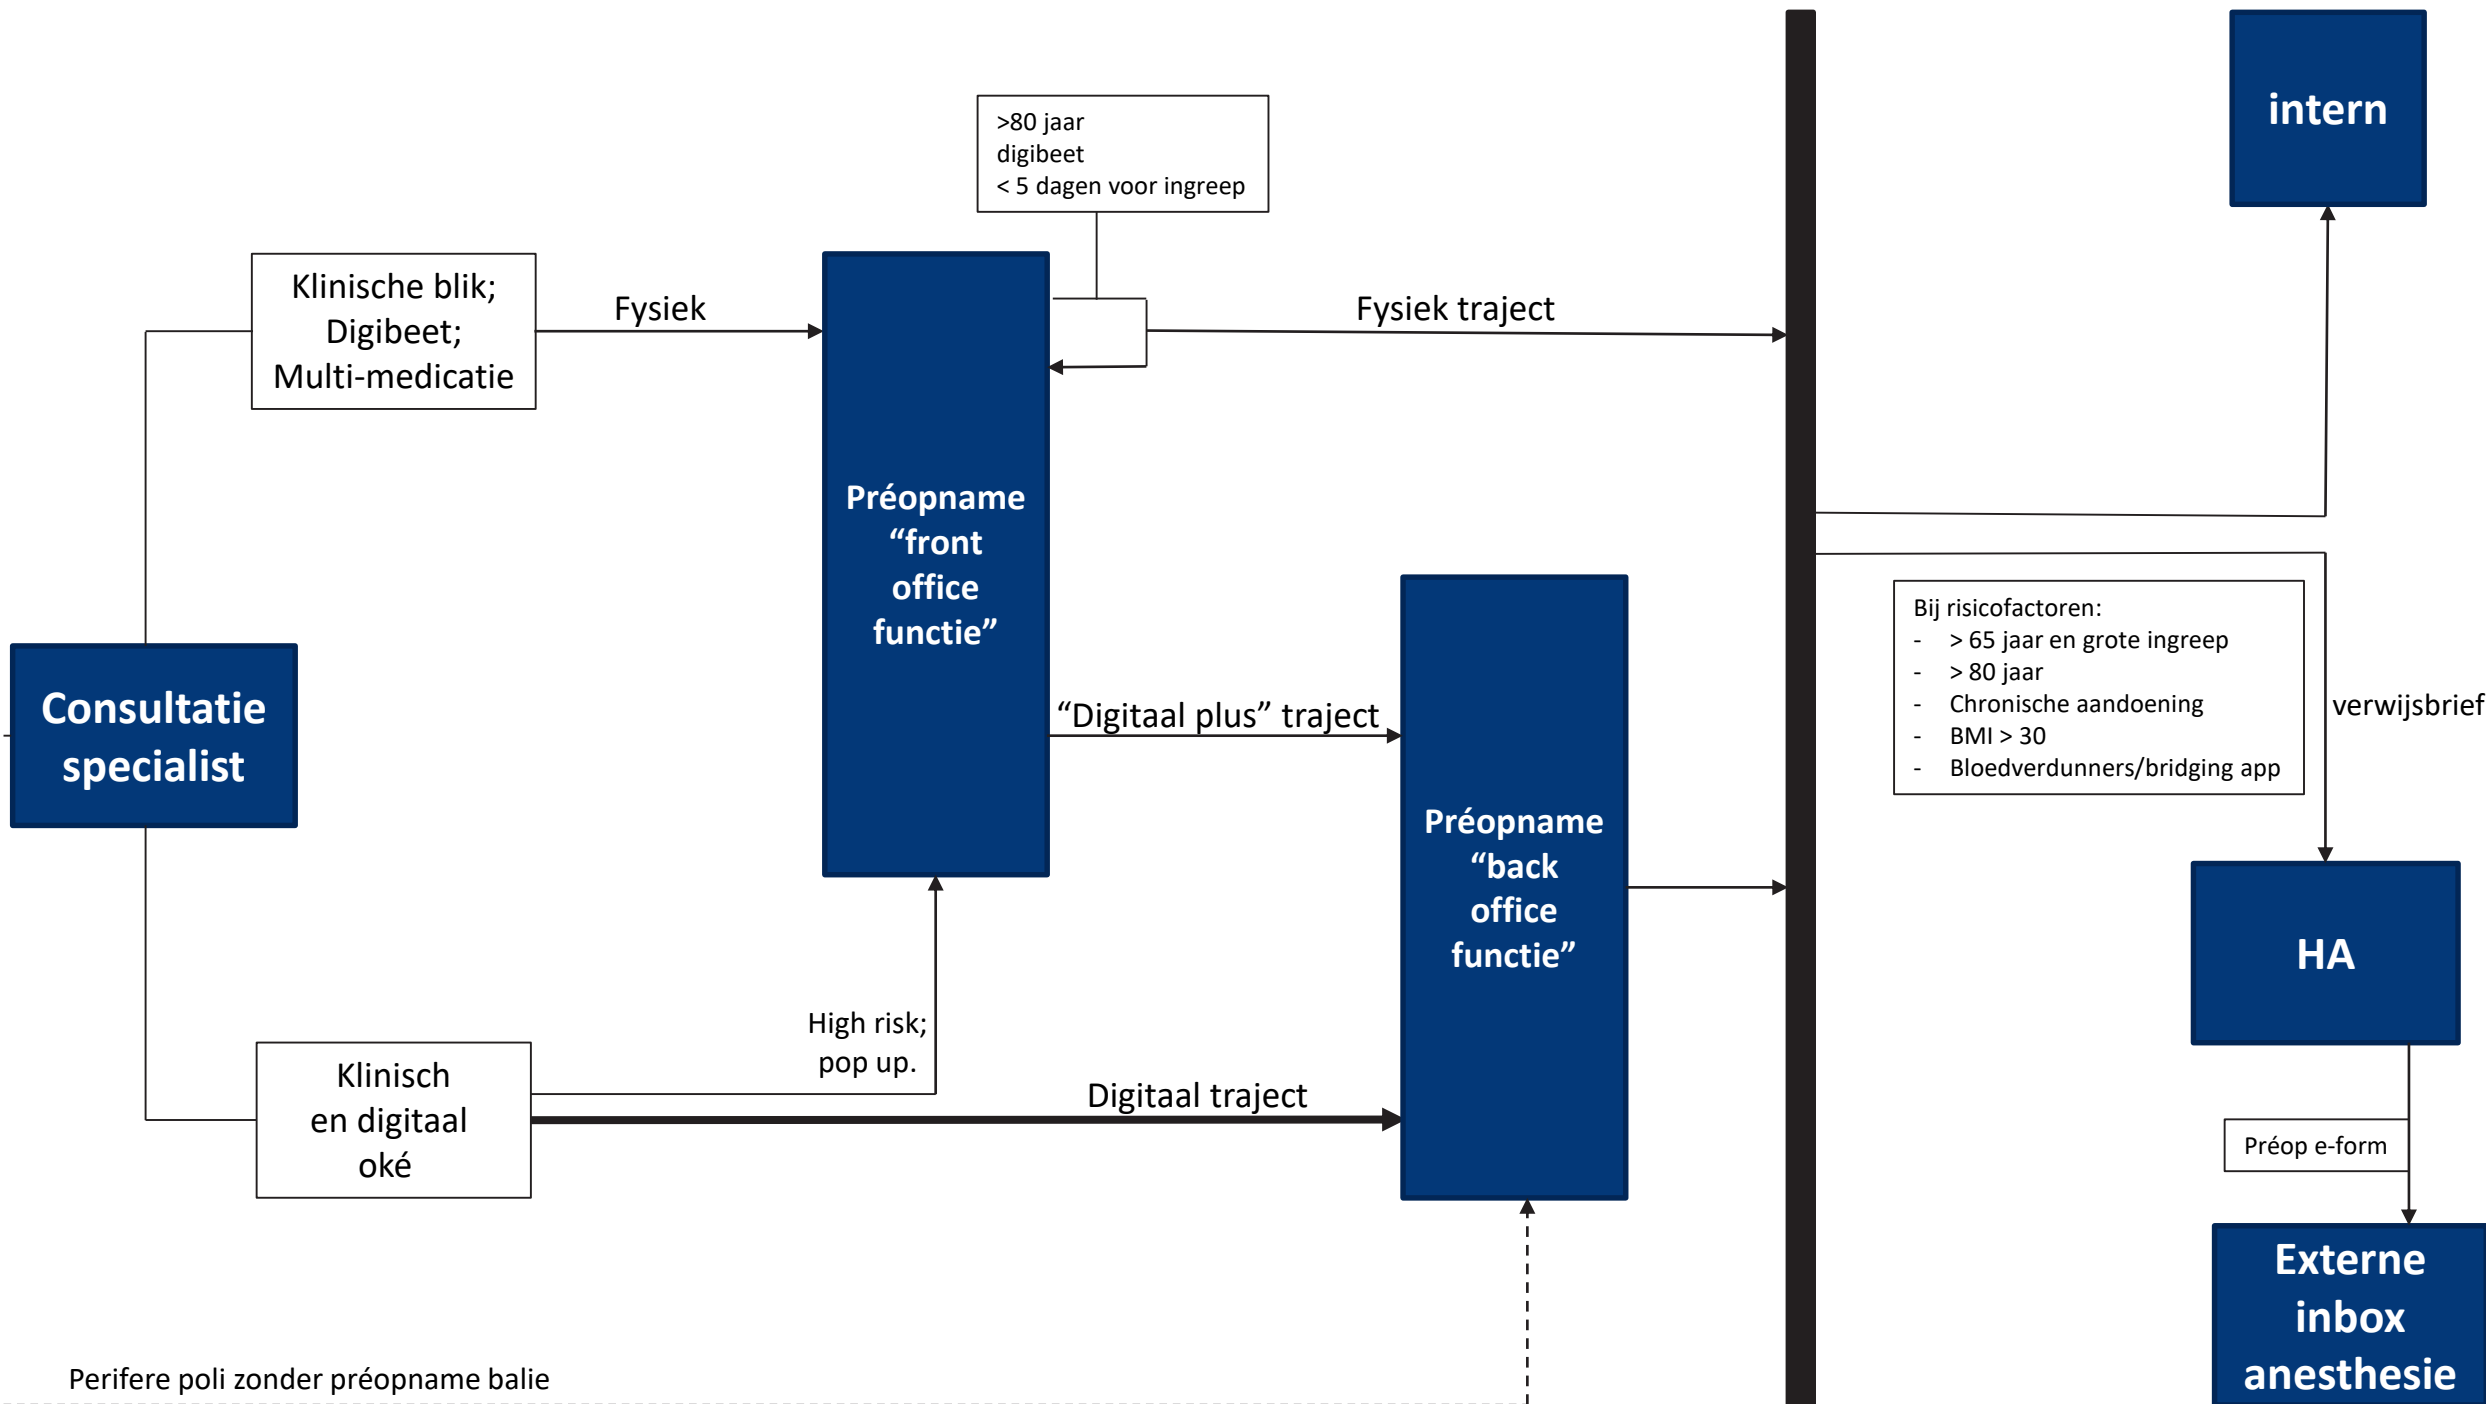 intern
>80 jaar
digibeet
< 5 dagen voor ingreep
Klinische blik;
Digibeet;
Multi-medicatie
Fysiek
Fysiek traject
Préopname
“front
office
functie”
Consultatie
specialist
“Digitaal plus” traject
Préopname
“back
office
functie”
Bij risicofactoren:
- > 65 jaar en grote ingreep
- > 80 jaar
- Chronische aandoening
- BMI > 30
- Bloedverdunners/bridging app
verwijsbrief
HA
High risk;
pop up.
Klinisch
en digitaal
oké
Digitaal traject
Préop e-form
Externe
inbox
anesthesie
Perifere poli zonder préopname balie